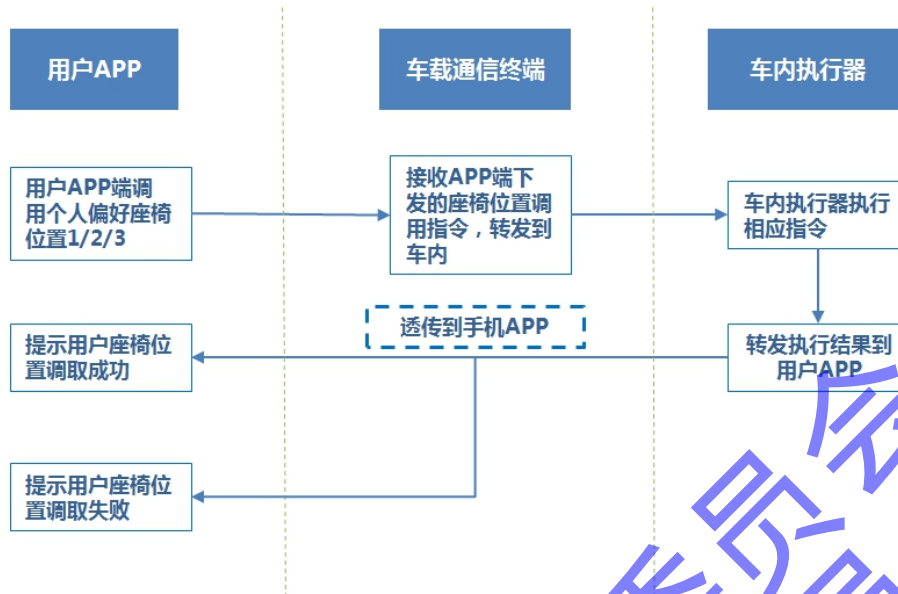 用户APP
车载通信终端
车内执行器
用户APP端调
用个人偏好座椅
位置1/2/3
接收APP端下
发的座椅位置调
用指令，转发到
车内
车内执行器执行
相应指令
透传到手机APP
提示用户座椅位
置调取成功
转发执行结果到
用户APP
提示用户座椅位
置调取失败
员会